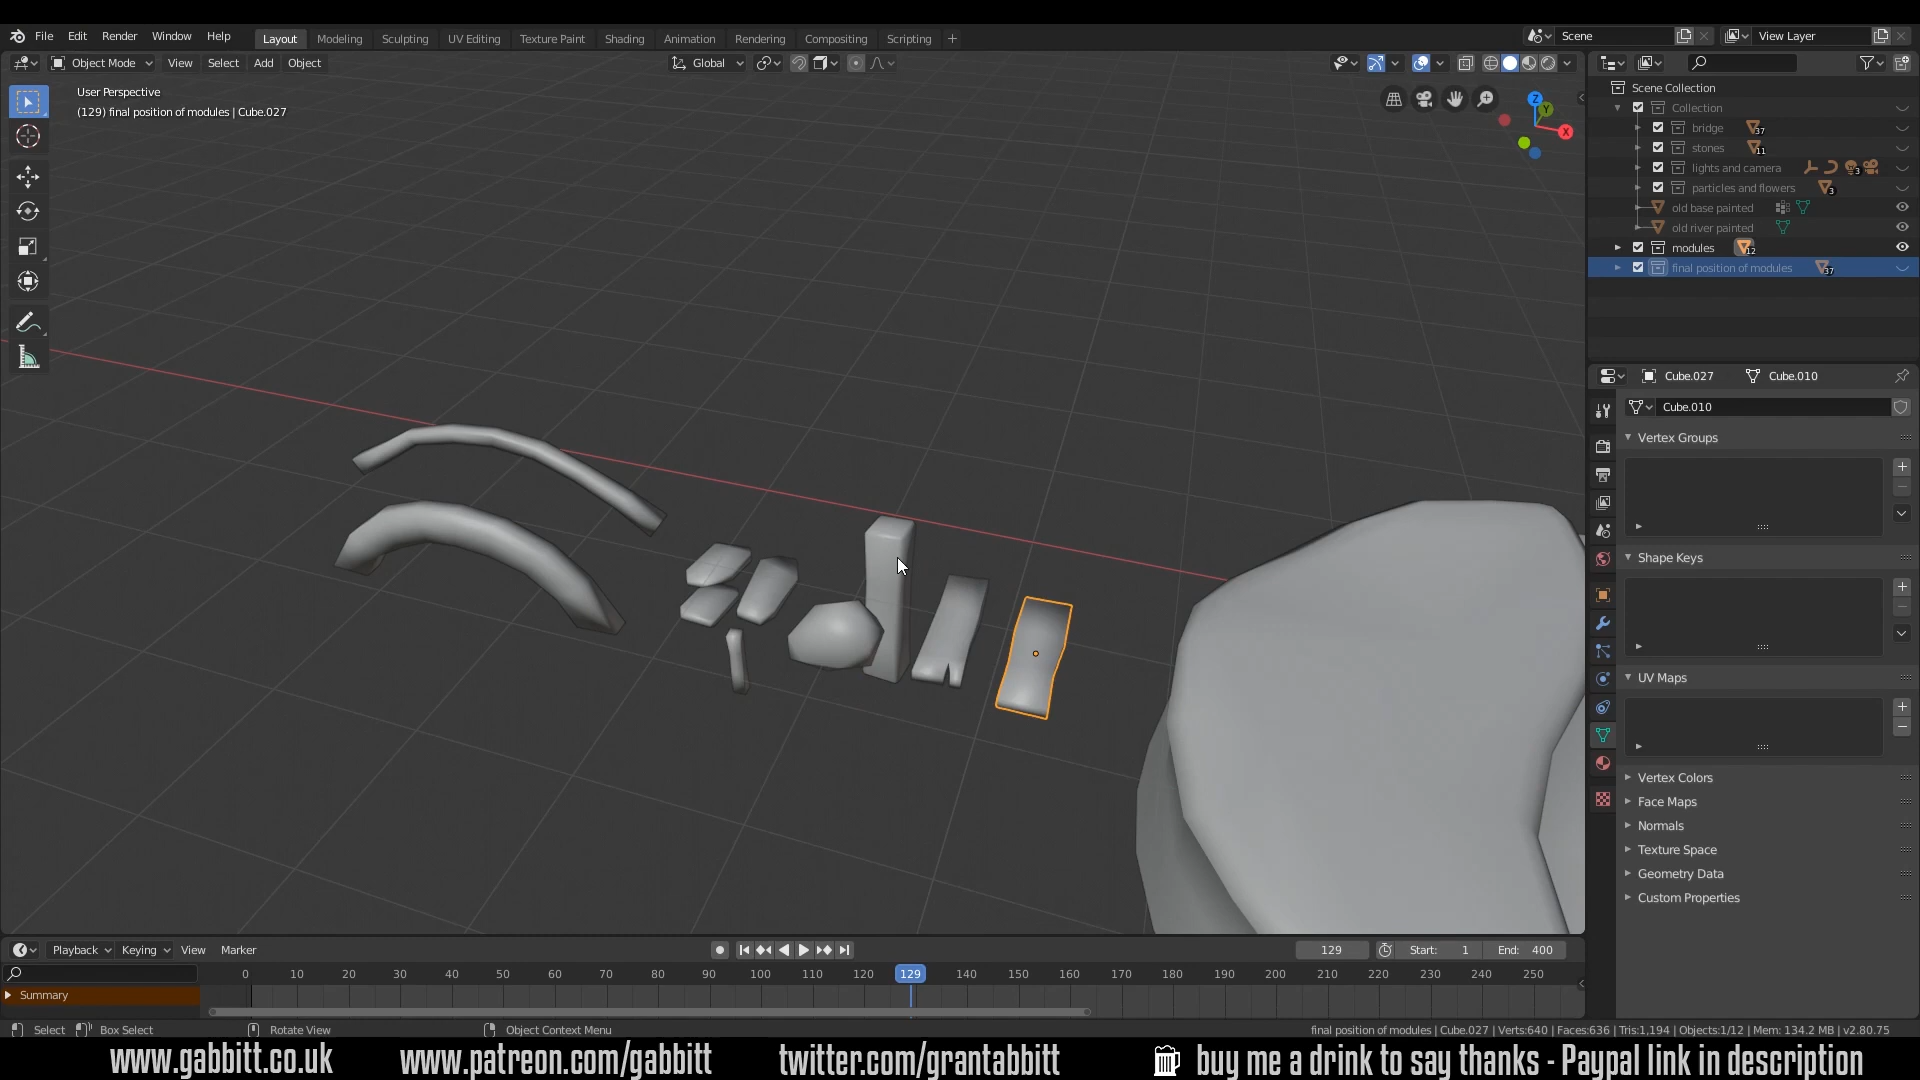 File Edit Render Window Help Layout Modeling Sculpting UV Editing Texture Paint Shading Animation Rendering Compositing Scripting + Scene View Layer
Object Mode View Select Add Object Global
User Perspective
(129) final position of modules | Cube.027
Z
Y
X
Scene Collection
Collection
bridge 37
stones 11
lights and camera 3
particles and flowers 3
old base painted
old river painted
modules 12
final position of modules 37
Cube.027 Cube.010
Cube.010
Vertex Groups
Shape Keys
UV Maps
Vertex Colors
Face Maps
Normals
Texture Space
Geometry Data
Custom Properties
Playback Keying View Marker 129 Start: 1 End: 400
0 10 20 30 40 50 60 70 80 90 100 110 120 129 140 150 160 170 180 190 200 210 220 230 240 250
Summary
Select Box Select Rotate View Object Context Menu final position of modules | Cube.027 | Verts:640 | Faces:636 | Tris:1,194 | Objects:1/12 | Mem: 134.2 MB | v2.80.75
www.gabbitt.co.uk www.patreon.com/gabbitt twitter.com/grantabbitt buy me a drink to say thanks - Paypal link in description